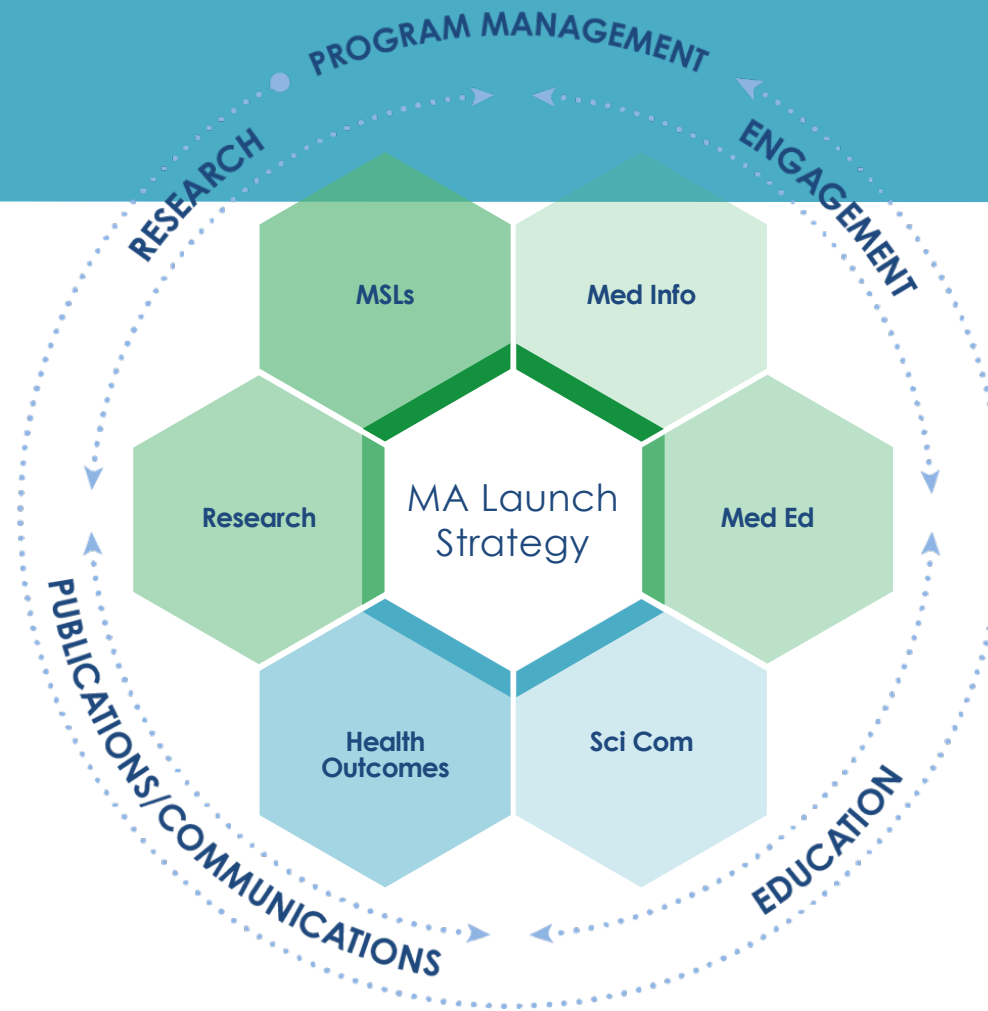 PROGRAM MANAGEMENT
RESEARCH
ENGAGEMENT
MSLs
Med Info
Research
MA Launch
Strategy
Med Ed
Health
Outcomes
Sci Com
PUBLICATIONS/COMMUNICATIONS
EDUCATION